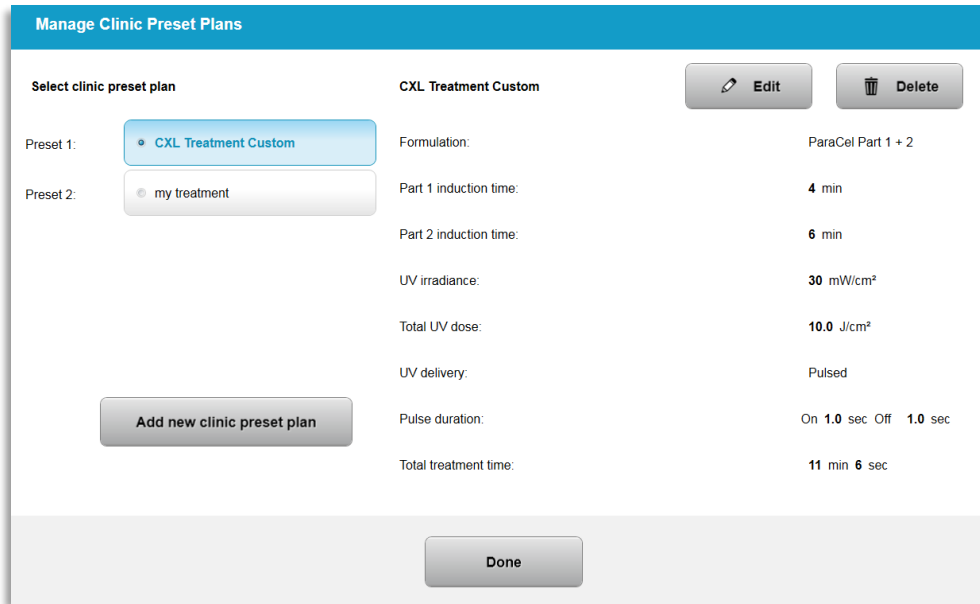 Manage Clinic Preset Plans
Select clinic preset plan
CXL Treatment Custom
Edit
Delete
Preset 1:
CXL Treatment Custom
Preset 2:
my treatment
Add new clinic preset plan
Formulation: ParaCel Part 1 + 2
Part 1 induction time: 4 min
Part 2 induction time: 6 min
UV irradiance: 30 mW/cm²
Total UV dose: 10.0 J/cm²
UV delivery: Pulsed
Pulse duration: On 1.0 sec Off 1.0 sec
Total treatment time: 11 min 6 sec
Done